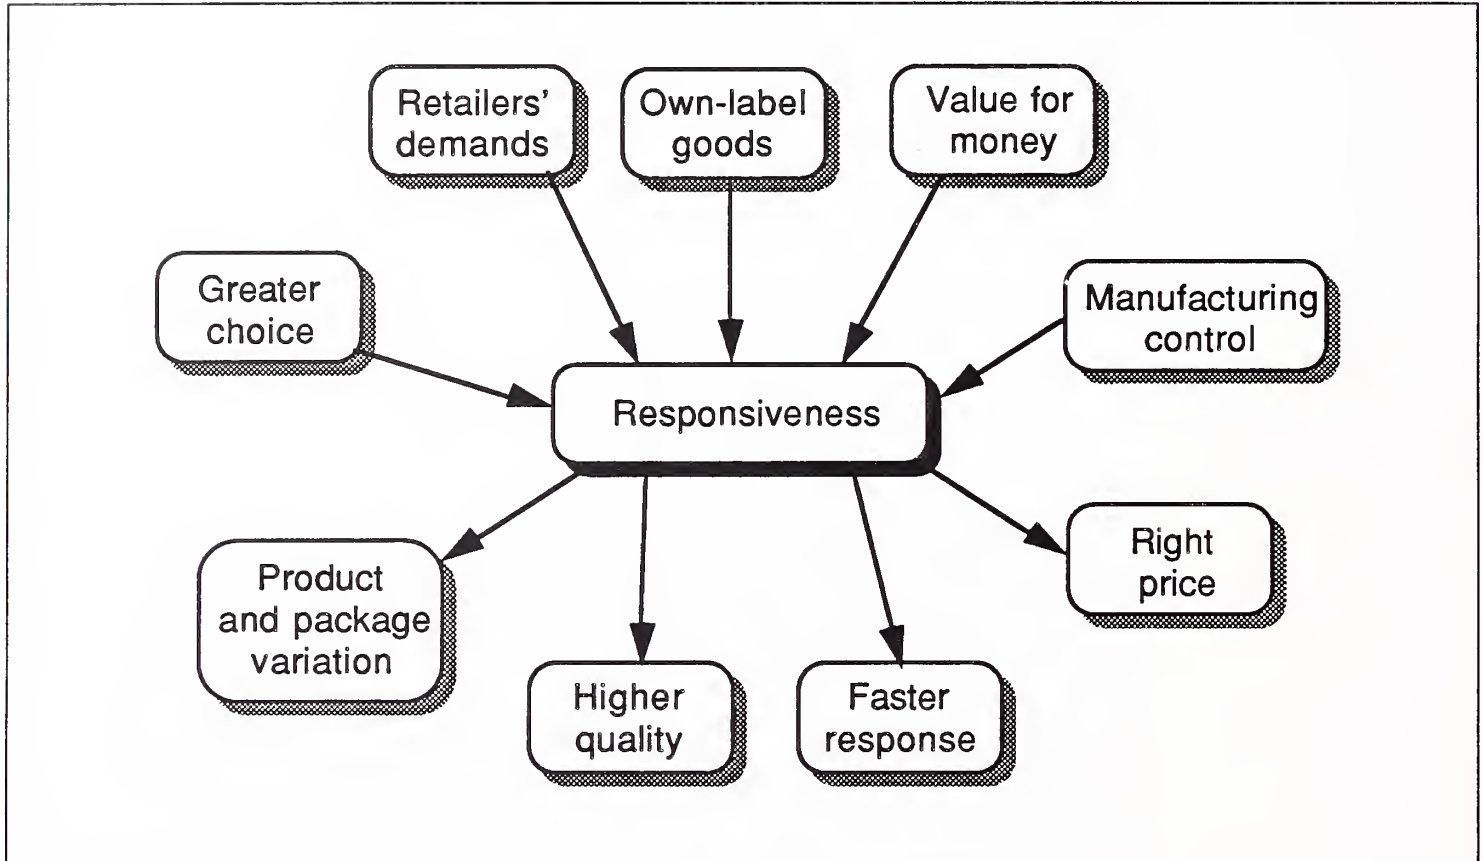 Retailers'
demands
Own-label
goods
Value for
money
Greater
choice
Manufacturing
control
Responsiveness
Product
and package
variation
Higher
quality
Faster
response
Right
price